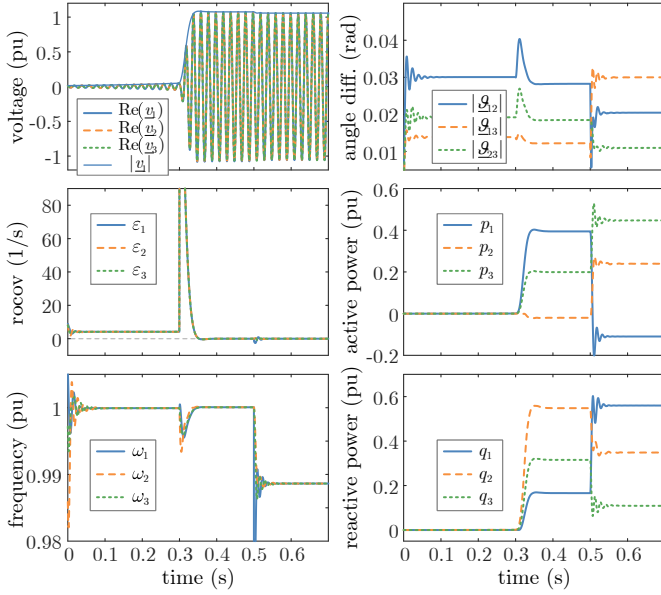 voltage (pu)
1
0.5
0
-0.5
-1
Re(v₁)
Re(v₂)
Re(v₃)
|v|
angle diff. (rad)
0.04
0.03
0.02
0.01
|ϑ₁₂|
|ϑ₁₃|
|ϑ₂₃|
rocov (1/s)
80
60
40
20
0
ε₁
ε₂
ε₃
active power (pu)
0.6
0.4
0.2
0
-0.2
p₁
p₂
p₃
frequency (pu)
1
0.99
0.98
ω₁
ω₂
ω₃
0 0.1 0.2 0.3 0.4 0.5 0.6
time (s)
reactive power (pu)
0.6
0.4
0.2
0
q₁
q₂
q₃
0 0.1 0.2 0.3 0.4 0.5 0.6
time (s)